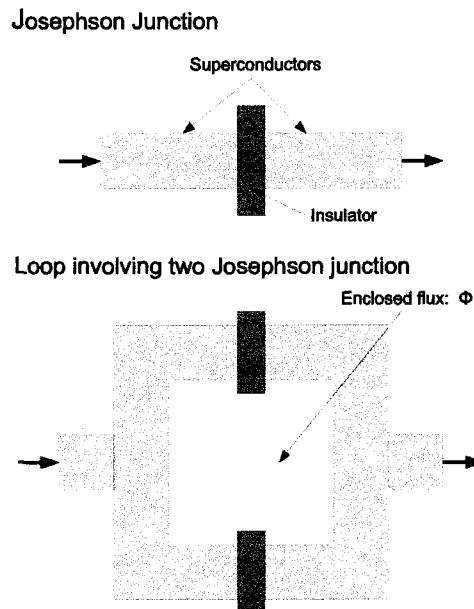 Josephson Junction
Superconductors
Insulator
Loop involving two Josephson junction
Enclosed flux: Φ